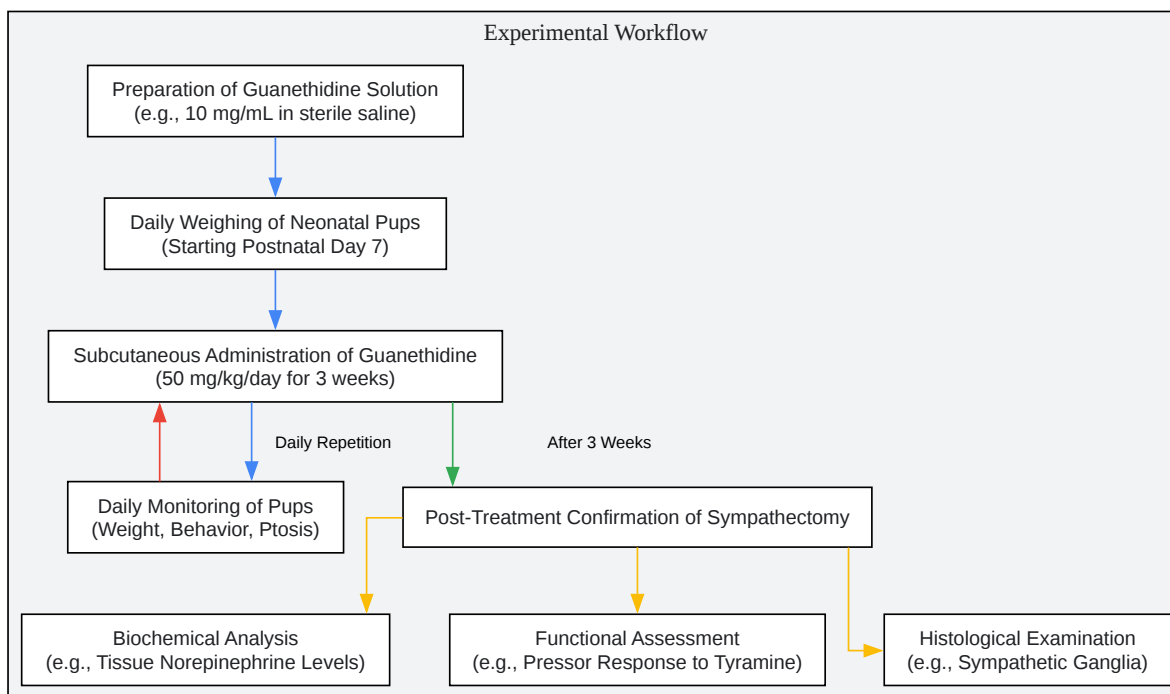 Experimental Workflow
Preparation of Guanethidine Solution
(e.g., 10 mg/mL in sterile saline)
Daily Weighing of Neonatal Pups
(Starting Postnatal Day 7)
Subcutaneous Administration of Guanethidine
(50 mg/kg/day for 3 weeks)
Daily Repetition
After 3 Weeks
Daily Monitoring of Pups
(Weight, Behavior, Ptosis)
Post-Treatment Confirmation of Sympathectomy
Biochemical Analysis
(e.g., Tissue Norepinephrine Levels)
Functional Assessment
(e.g., Pressor Response to Tyramine)
Histological Examination
(e.g., Sympathetic Ganglia)